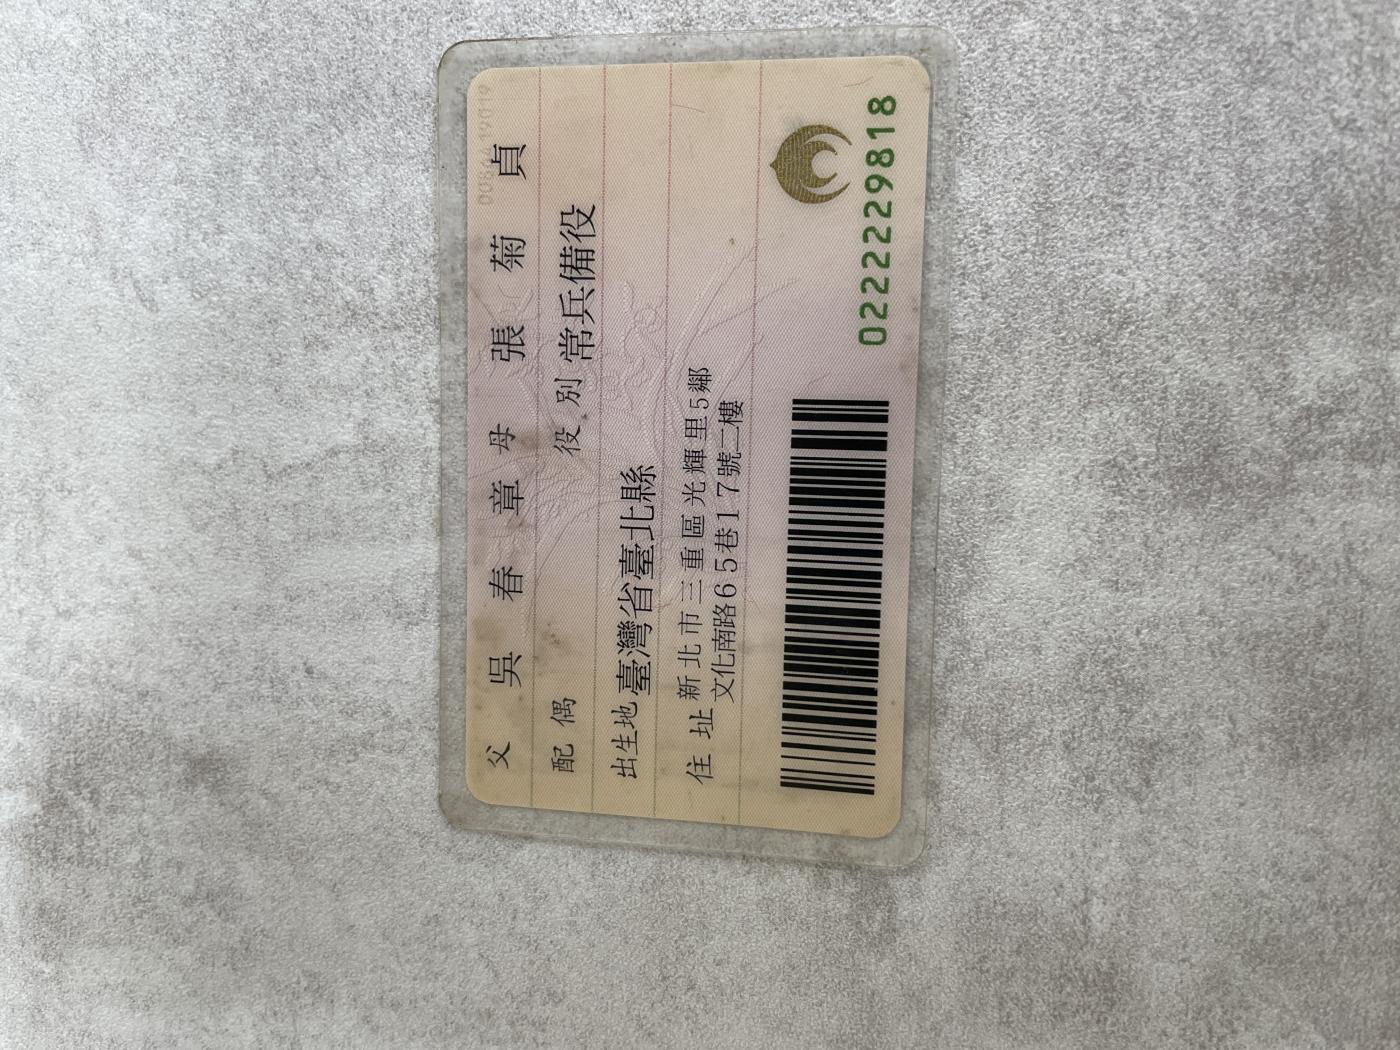 父 吳春章 母 張菊貞
配偶 役別 常兵備役
出生地 臺灣省臺北縣
住址 新北市三重區光輝里5鄰
文化南路65巷17號二樓
0222229818